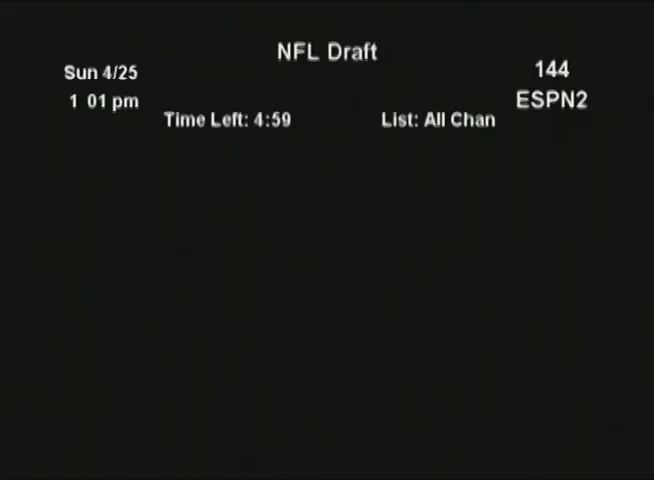 NFL Draft
Sun 4/25
144
1 01 pm
ESPN2
Time Left: 4:59
List: All Chan